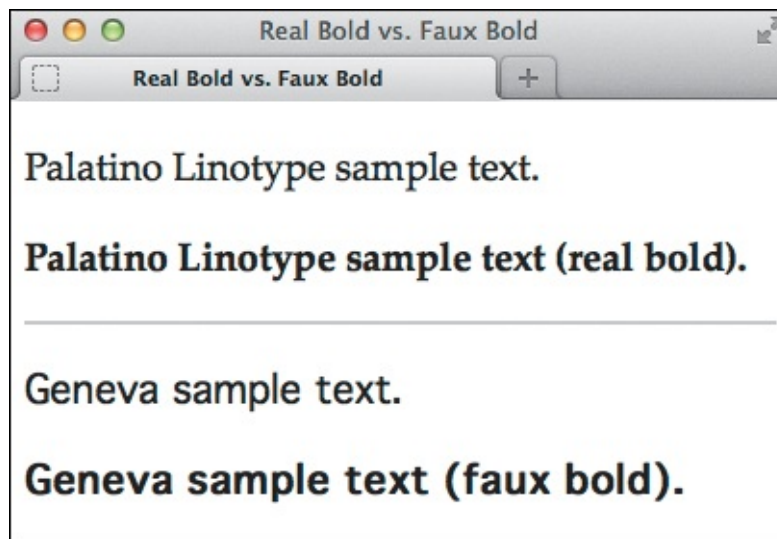 Real Bold vs. Faux Bold
Real Bold vs. Faux Bold
Palatino Linotype sample text.
Palatino Linotype sample text (real bold).
Geneva sample text.
Geneva sample text (faux bold).